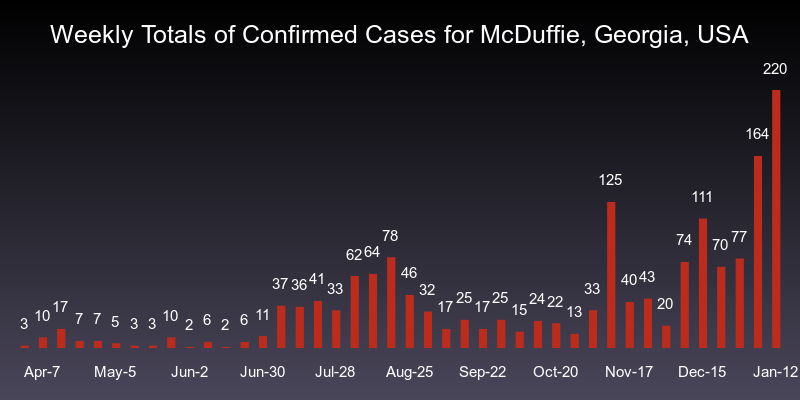 Weekly Totals of Confirmed Cases for McDuffie, Georgia, USA
3 10 17 7 7 5 3 3 10 2 6 2 6 11 37 36 41 33 62 64 78 46 32 17 25 17 25 15 24 22 13 33 125 40 43 20 74 111 70 77 164 220
Apr-7 May-5 Jun-2 Jun-30 Jul-28 Aug-25 Sep-22 Oct-20 Nov-17 Dec-15 Jan-12